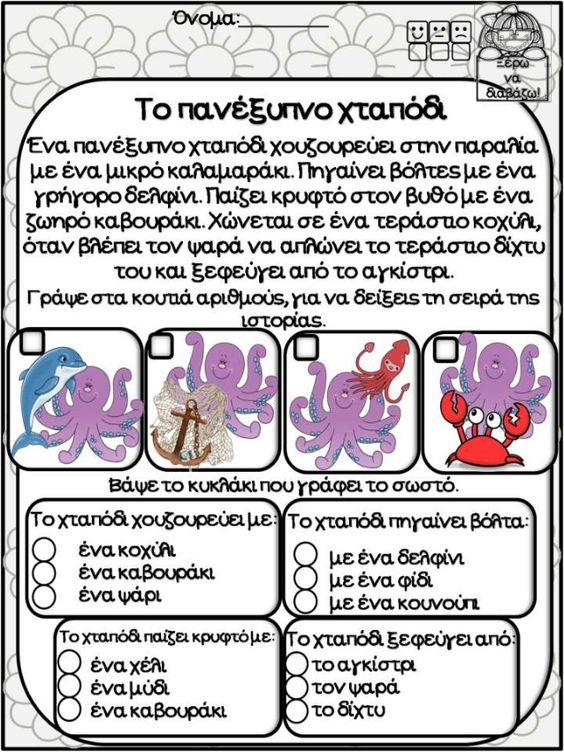 Όνομα:
Ξέρω
να
διαβάζω!
Το πανέξυπνο χταπόδι
Ένα πανέξυπνο χταπόδι χουζουρεύει στην παραλία
με ένα μικρό καλαμαράκι. Πηγαίνει βόλτες με ένα
γρήγορο δελφίνι. Παίζει κρυφτό στον βυθό με ένα
ζωηρό καβουράκι. Χώνεται σε ένα τεράστιο κοχύλι,
όταν βλέπει τον ψαρά να απλώνει το τεράστιο δίχτυ
του και ξεφεύγει από το αγκίστρι.
Γράψε στα κουτιά αριθμούς, για να δείξεις τη σειρά της
ιστορίας.
Βάψε το κυκλάκι που γράφει το σωστό.
Το χταπόδι χουζουρεύει με:
ένα κοχύλι
ένα καβουράκι
ένα ψάρι
Το χταπόδι πηγαίνει βόλτα:
με ένα δελφίνι
με ένα φίδι
με ένα κουνούπι
Το χταπόδι παίζει κρυφτό με:
ένα χέλι
ένα μύδι
ένα καβουράκι
Το χταπόδι ξεφεύγει από:
το αγκίστρι
τον ψαρά
το δίχτυ